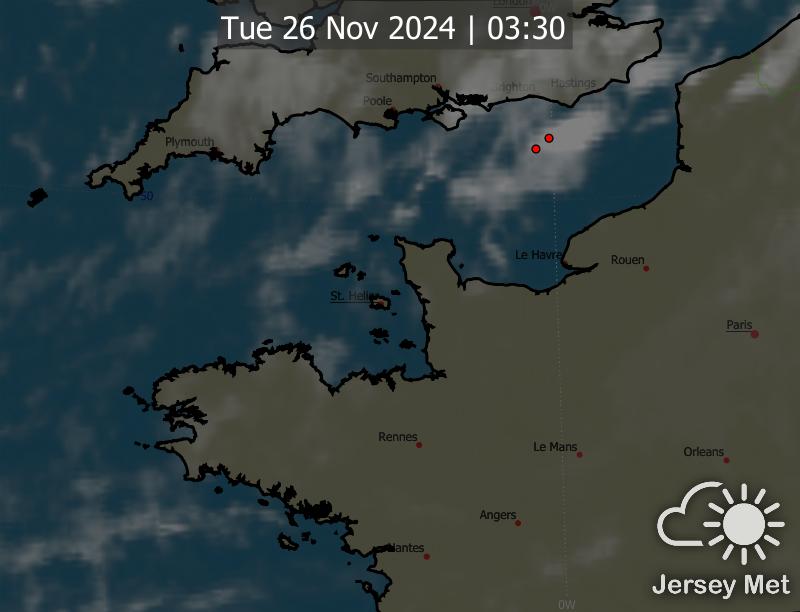 London
Tue 26 Nov 2024 | 03:30
Southampton
Brighton
Hastings
Poole
Plymouth
50
Le Havre
Rouen
St. Helier
Paris
Rennes
Le Mans
Orleans
Angers
Nantes
Jersey Met
0W